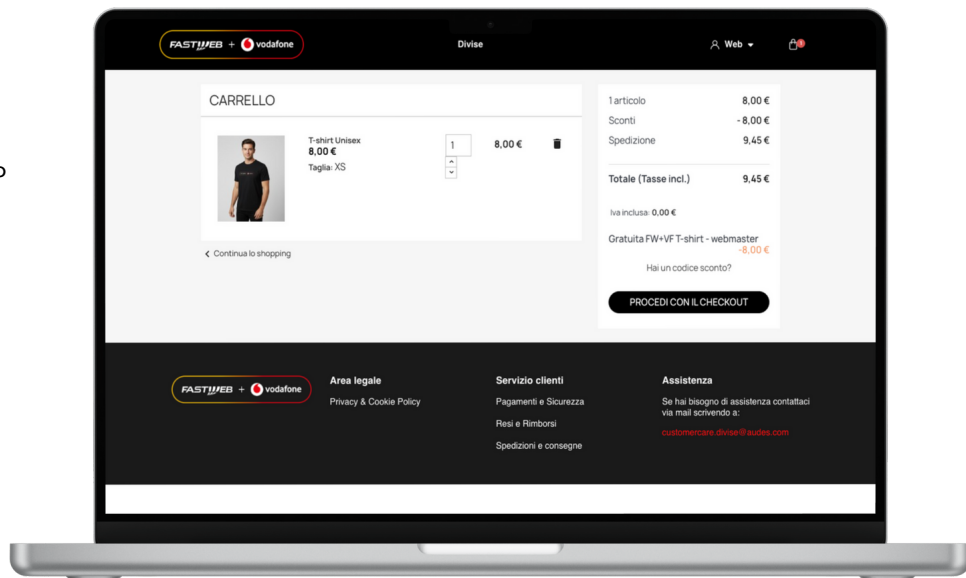 FASTWEB + vodafone
Divise
Web
1
CARRELLO
T-shirt Unisex
8,00 €
Taglia: XS
1
8,00 €
Continua lo shopping
1 articolo 8,00 €
Sconti - 8,00 €
Spedizione 9,45 €
Totale (Tasse incl.) 9,45 €
Iva inclusa: 0,00 €
Gratuita FW+VF T-shirt - webmaster
-8,00 €
Hai un codice sconto?
PROCEDI CON IL CHECKOUT
FASTWEB + vodafone
Area legale
Privacy & Cookie Policy
Servizio clienti
Pagamenti e Sicurezza
Resi e Rimborsi
Spedizioni e consegne
Assistenza
Se hai bisogno di assistenza contattaci
via mail scrivendo a:
customercare.divise@audes.com